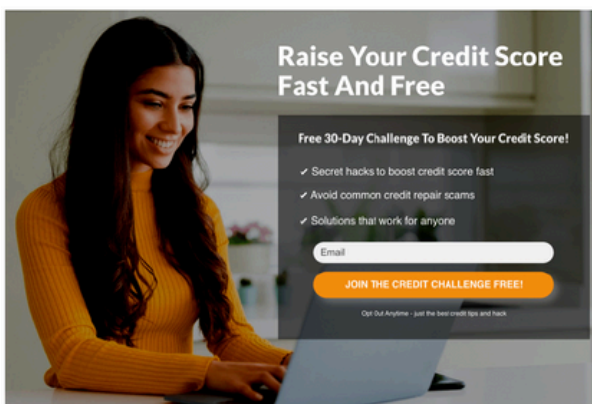 Raise Your Credit Score
Fast And Free
Free 30-Day Challenge To Boost Your Credit Score!
✔ Secret hacks to boost credit score fast
✔ Avoid common credit repair scams
✔ Solutions that work for anyone
Email
JOIN THE CREDIT CHALLENGE FREE!
Opt Out Anytime - just the best credit tips and hack